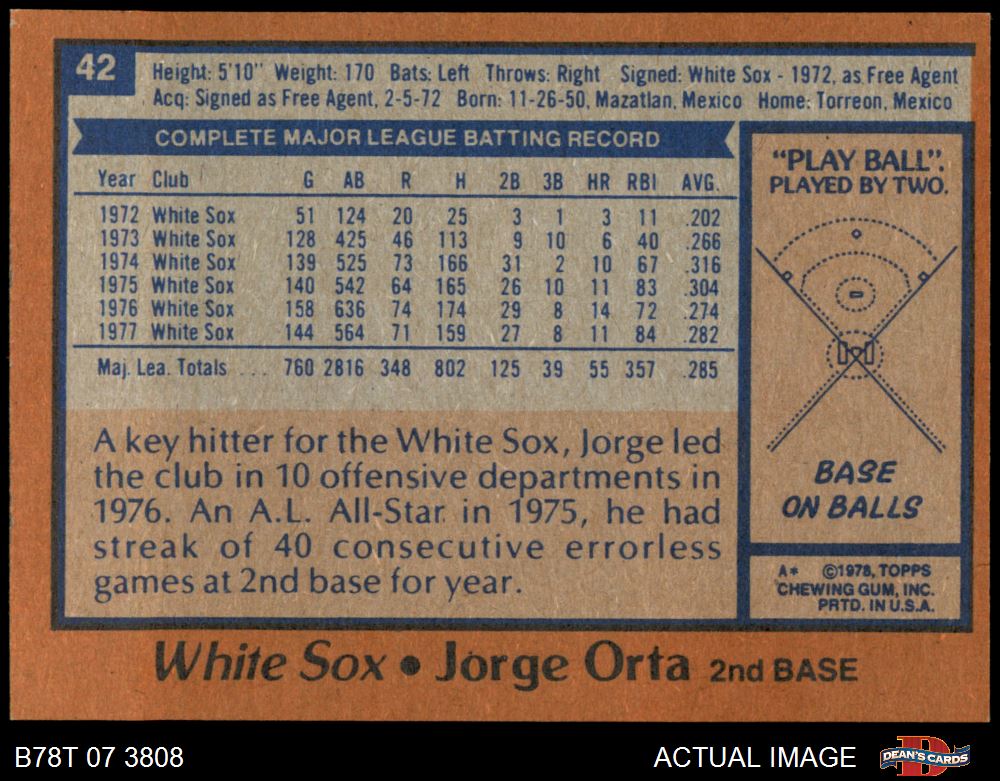 42
Height: 5'10" Weight: 170 Bats: Left Throws: Right Signed: White Sox - 1972, as Free Agent
Acq: Signed as Free Agent, 2-5-72 Born: 11-26-50, Mazatlan, Mexico Home: Torreon, Mexico
COMPLETE MAJOR LEAGUE BATTING RECORD
Year Club G AB R H 2B 3B HR RBI AVG.
1972 White Sox 51 124 20 25 3 1 3 11 .202
1973 White Sox 128 425 46 113 9 10 6 40 .266
1974 White Sox 139 525 73 166 31 2 10 67 .316
1975 White Sox 140 542 64 165 26 10 11 83 .304
1976 White Sox 158 636 74 174 29 8 14 72 .274
1977 White Sox 144 564 71 159 27 8 11 84 .282
Maj. Lea. Totals ... 760 2816 348 802 125 39 55 357 .285
A key hitter for the White Sox, Jorge led
the club in 10 offensive departments in
1976. An A.L. All-Star in 1975, he had
streak of 40 consecutive errorless
games at 2nd base for year.
"PLAY BALL".
PLAYED BY TWO.
BASE
ON BALLS
A* ©1978, TOPPS
CHEWING GUM, INC.
PRTD. IN U.S.A.
White Sox • Jorge Orta 2nd BASE
B78T 07 3808
ACTUAL IMAGE
D
DEAN'S CARDS